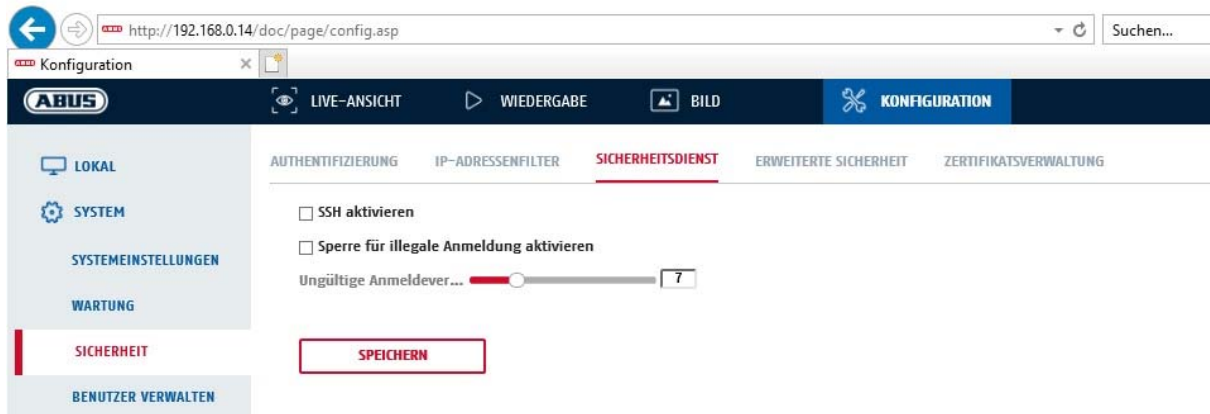 http://192.168.0.14/doc/page/config.asp
Suchen...
Konfiguration
ABUS
LIVE-ANSICHT
WIEDERGABE
BILD
KONFIGURATION
LOKAL
SYSTEM
SYSTEMEINSTELLUNGEN
WARTUNG
SICHERHEIT
BENUTZER VERWALTEN
AUTHENTIFIZIERUNG
IP-ADRESSENFILTER
SICHERHEITSDIENST
ERWEITERTE SICHERHEIT
ZERTIFIKATSVERWALTUNG
SSH aktivieren
Sperre für illegale Anmeldung aktivieren
Ungültige Anmeldever... 7
SPEICHERN